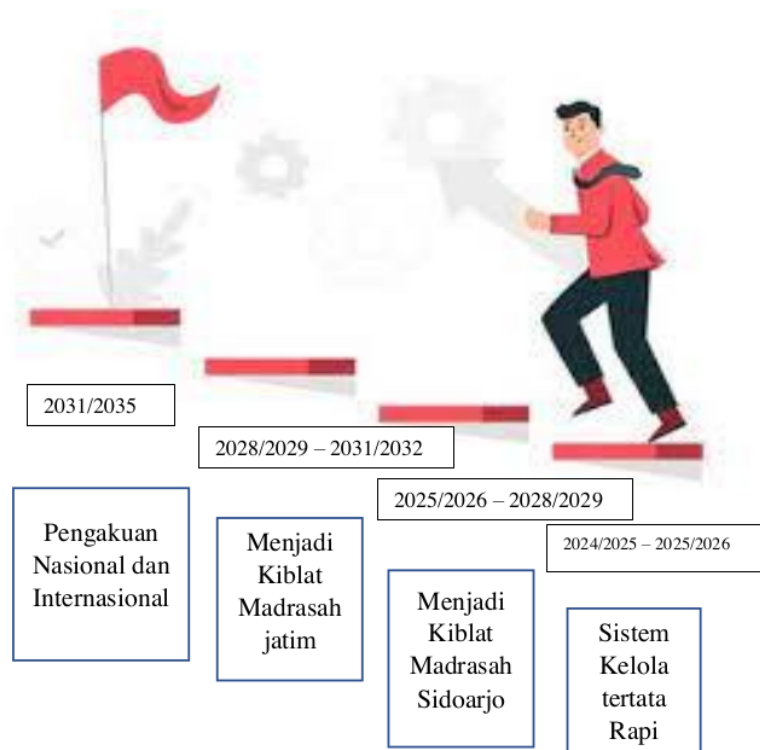 2031/2035
2028/2029 – 2031/2032
2025/2026 – 2028/2029
2024/2025 – 2025/2026
Pengakuan
Nasional dan
Internasional
Menjadi
Kiblat
Madrasah
jatim
Menjadi
Kiblat
Madrasah
Sidoarjo
Sistem
Kelola
tertata
Rapi